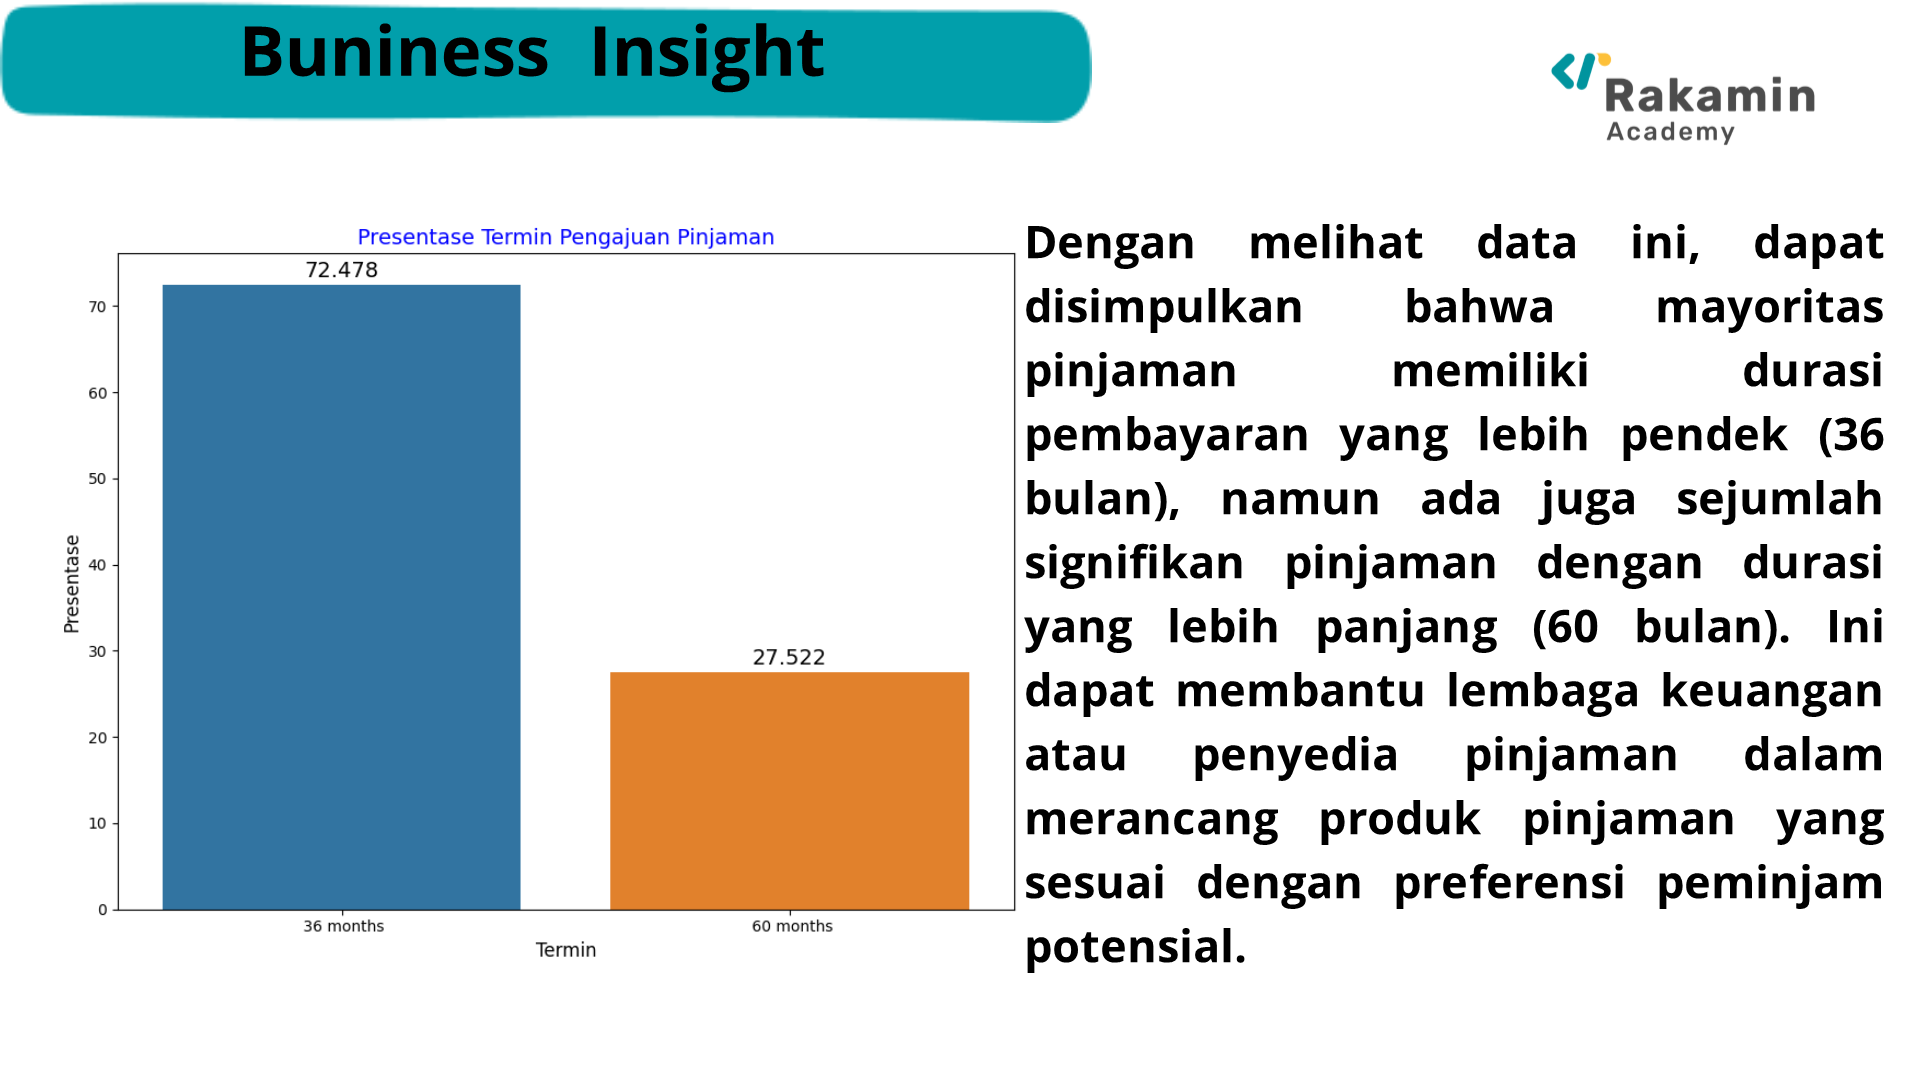 Buniness Insight
Rakamin
Academy
Presentase Termin Pengajuan Pinjaman
72.478
70
60
50
40
30
20
10
0
27.522
Presentase
36 months
60 months
Termin
Dengan melihat data ini, dapat
disimpulkan bahwa mayoritas
pinjaman memiliki durasi
pembayaran yang lebih pendek (36
bulan), namun ada juga sejumlah
signifikan pinjaman dengan durasi
yang lebih panjang (60 bulan). Ini
dapat membantu lembaga keuangan
atau penyedia pinjaman dalam
merancang produk pinjaman yang
sesuai dengan preferensi peminjam
potensial.